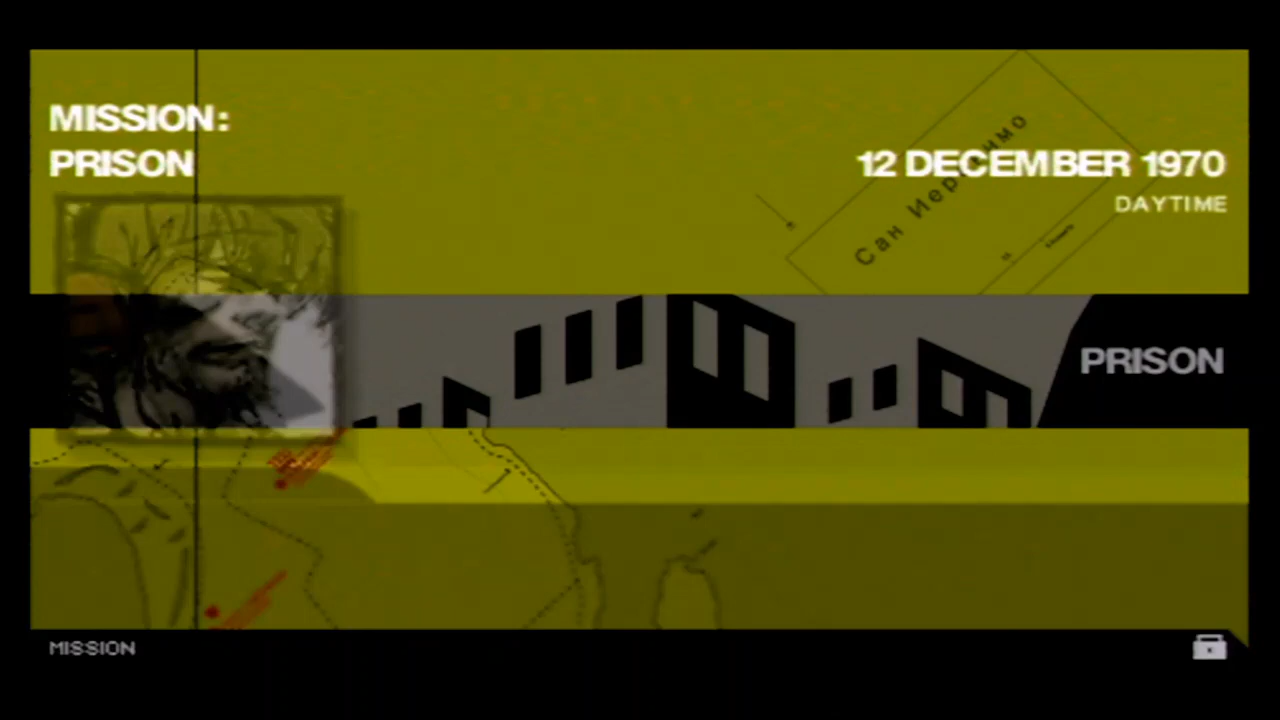 MISSION:
PRISON
12 DECEMBER 1970
DAYTIME
Сан Иеронимо
PRISON
MISSION